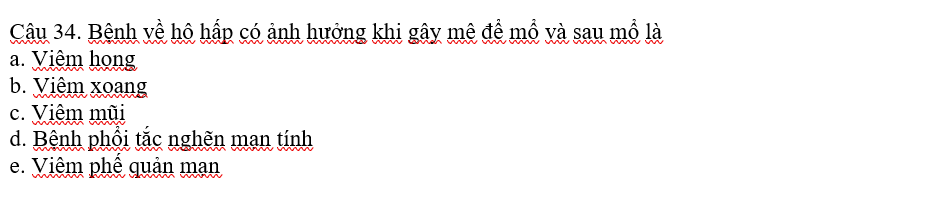 Câu 34. Bệnh về hô hấp có ảnh hưởng khi gây mê để mổ và sau mổ là
a. Viêm họng
b. Viêm xoang
c. Viêm mũi
d. Bệnh phổi tắc nghẽn mạn tính
e. Viêm phế quản mạn